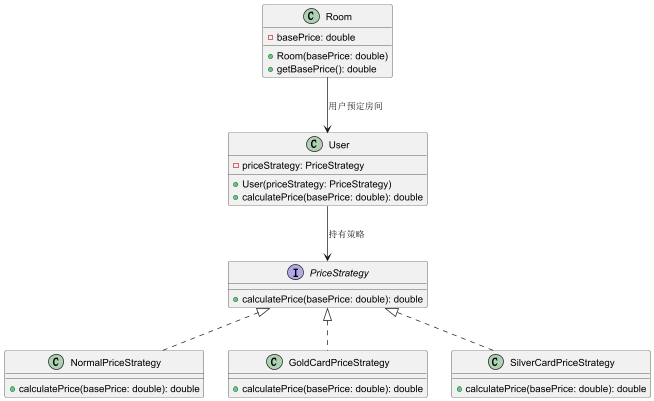 C Room
basePrice: double
Room(basePrice: double)
getBasePrice(): double
用户预定房间
C User
priceStrategy: PriceStrategy
User(priceStrategy: PriceStrategy)
calculatePrice(basePrice: double): double
持有策略
I PriceStrategy
calculatePrice(basePrice: double): double
C NormalPriceStrategy
calculatePrice(basePrice: double): double
C GoldCardPriceStrategy
calculatePrice(basePrice: double): double
C SilverCardPriceStrategy
calculatePrice(basePrice: double): double